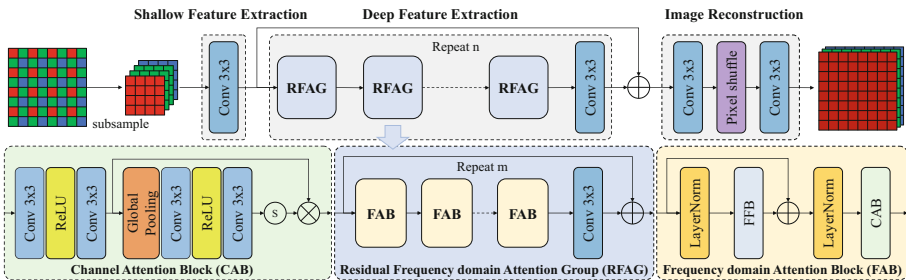 Shallow Feature Extraction
Deep Feature Extraction
Image Reconstruction
subsample
Conv 3x3
Repeat n
RFAG
RFAG
RFAG
Conv 3x3
Conv 3x3
Pixel shuffle
Conv 3x3
Conv 3x3
ReLU
Conv 3x3
Global
Pooling
Conv 3x3
ReLU
Conv 3x3
S
Channel Attention Block (CAB)
Repeat m
FAB
FAB
FAB
Conv 3x3
Residual Frequency domain Attention Group (RFAG)
LayerNorm
FFB
LayerNorm
CAB
Frequency domain Attention Block (FAB)